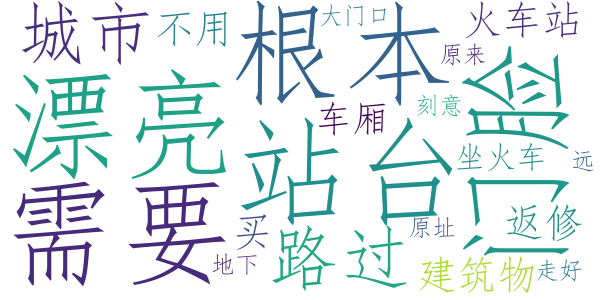 城市
不用
根本
大门口
火车站
原来
漂亮
车厢
刻意
门脸
站台
坐火车
远
需要
买
地下
路过
原址
返修
建筑物
走好